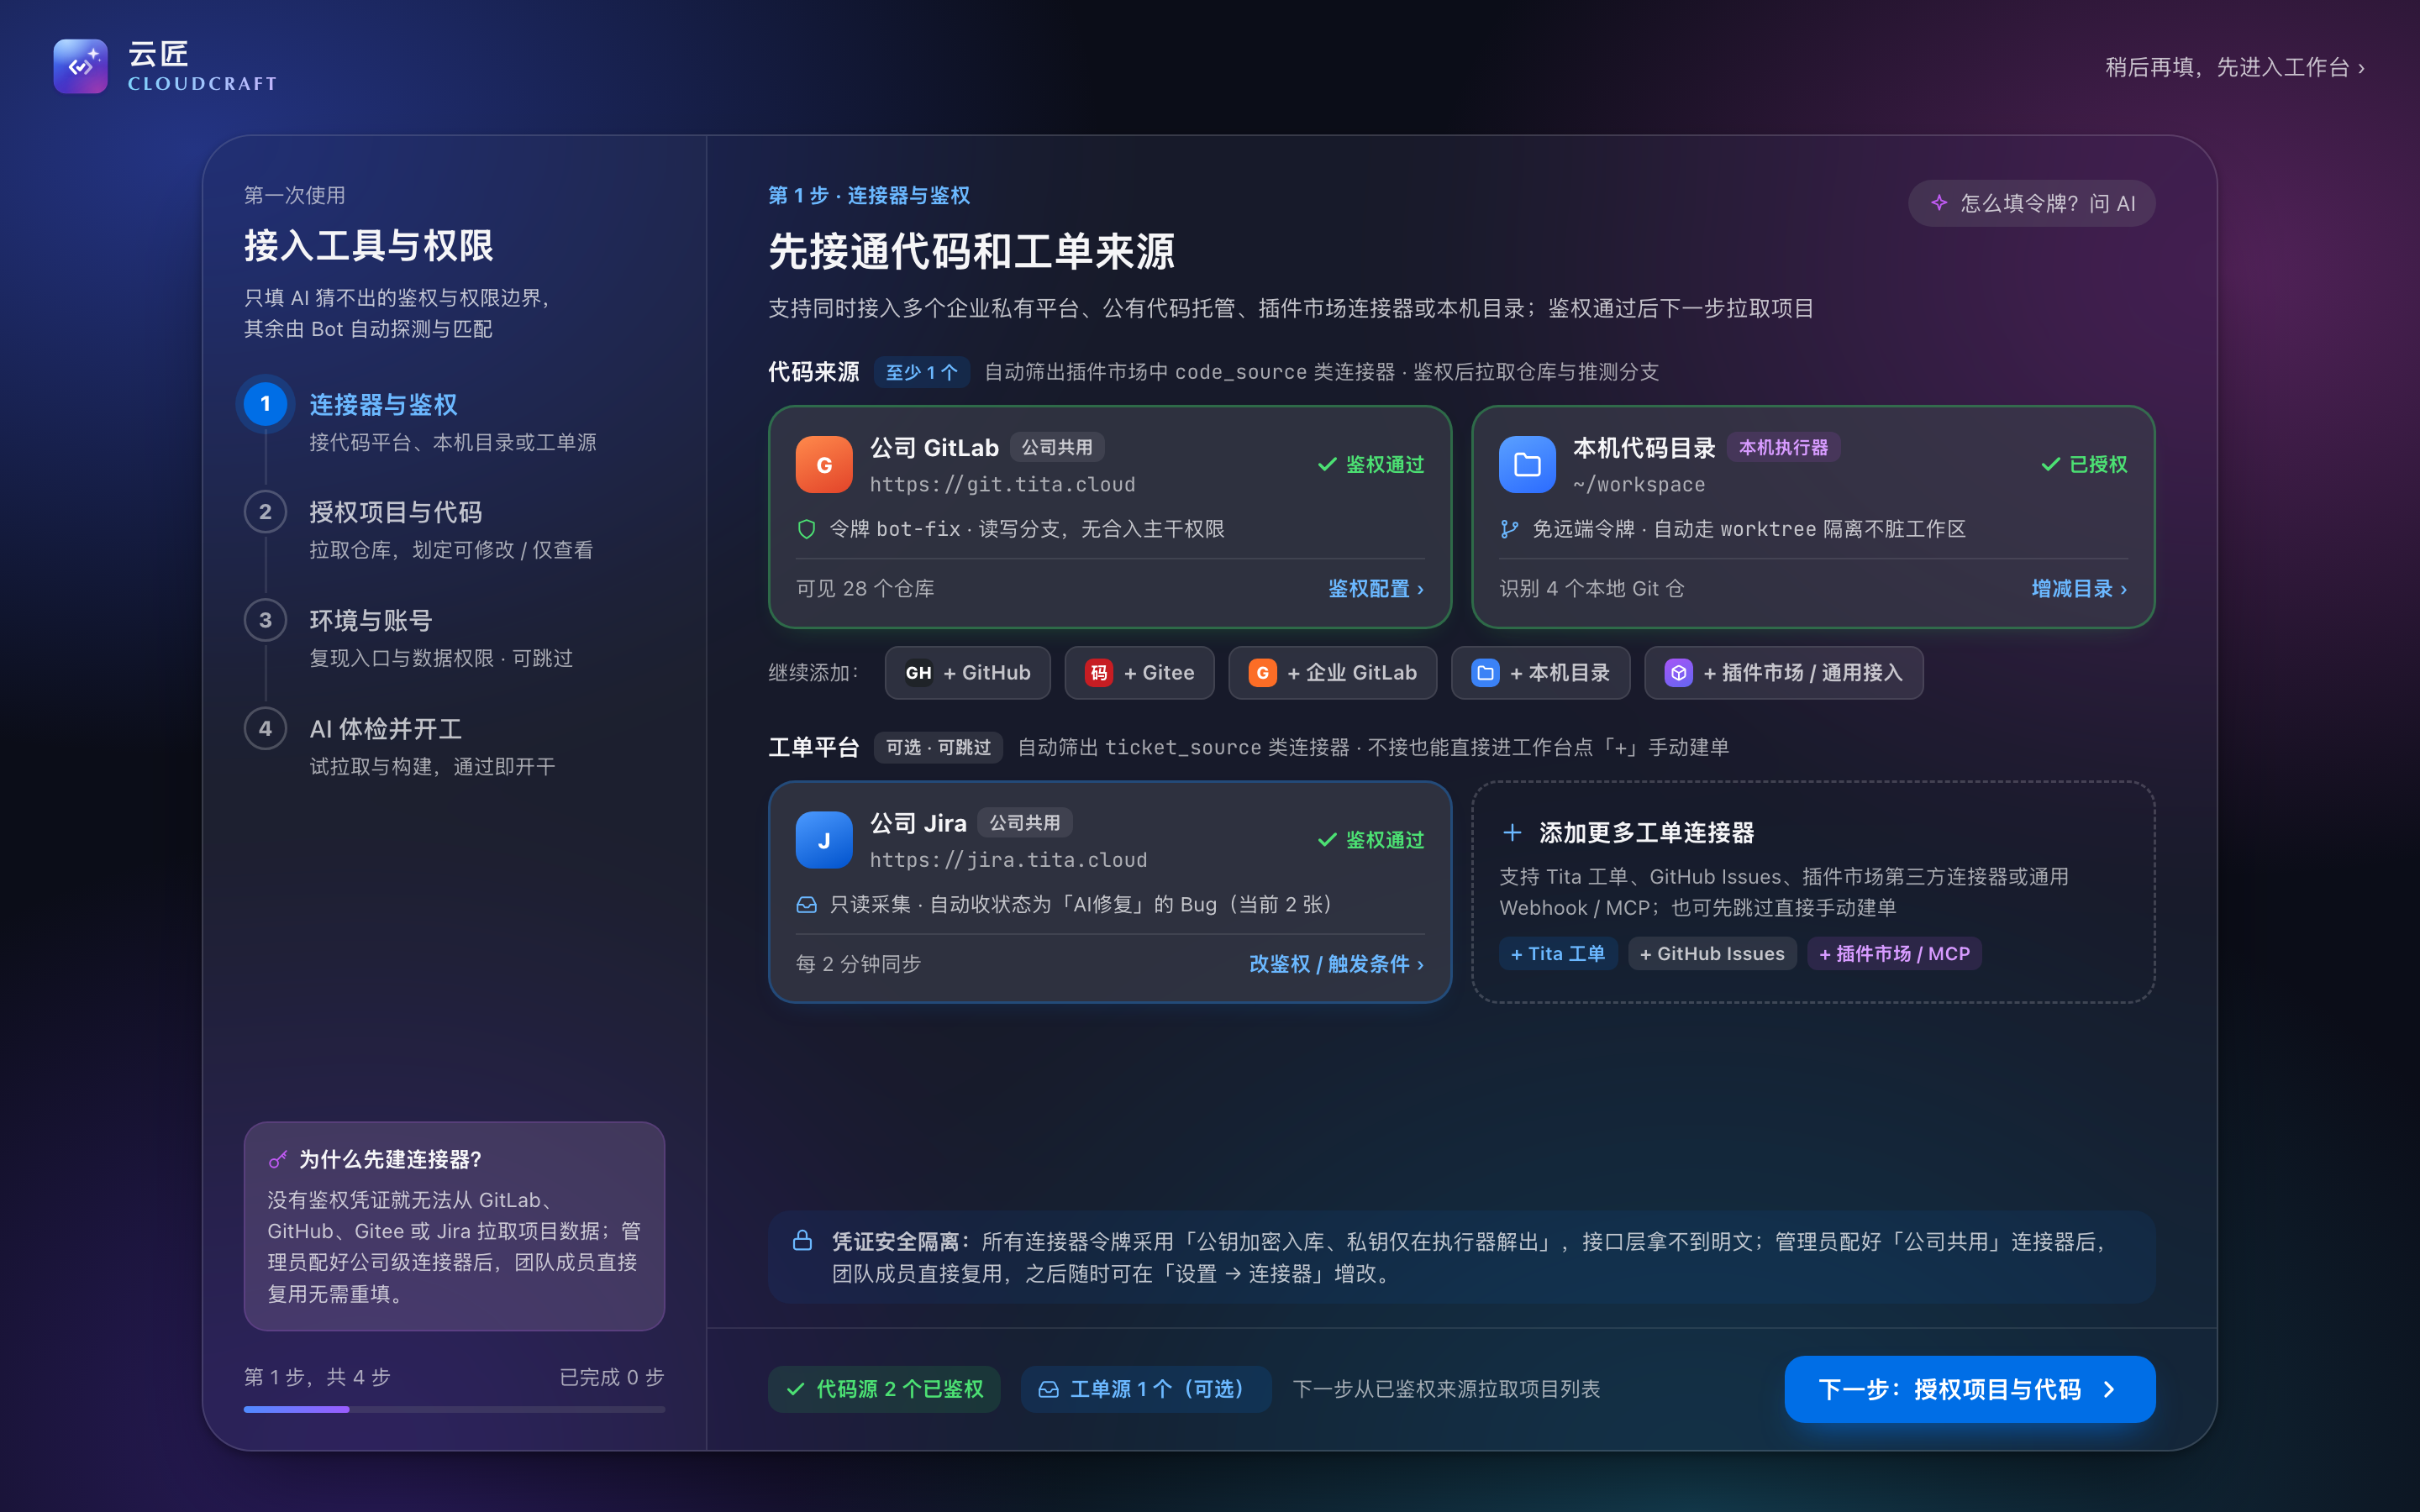 云匠
CLOUDCRAFT
稍后再填，先进入工作台 ›
第一次使用
接入工具与权限
只填 AI 猜不出的鉴权与权限边界，
其余由 Bot 自动探测与匹配
1
连接器与鉴权
接代码平台、本机目录或工单源
2
授权项目与代码
拉取仓库，划定可修改 / 仅查看
3
环境与账号
复现入口与数据权限 · 可跳过
4
AI 体检并开工
试拉取与构建，通过即开干
为什么先建连接器？
没有鉴权凭证就无法从 GitLab、
GitHub、Gitee 或 Jira 拉取项目数据；管
理员配好公司级连接器后，团队成员直接
复用无需重填。
第 1 步，共 4 步
已完成 0 步
第 1 步 · 连接器与鉴权
怎么填令牌？问 AI
先接通代码和工单来源
支持同时接入多个企业私有平台、公有代码托管、插件市场连接器或本机目录；鉴权通过后下一步拉取项目
代码来源 至少 1 个 自动筛出插件市场中 code_source 类连接器 · 鉴权后拉取仓库与推测分支
G
公司 GitLab 公司共用
https://git.tita.cloud
鉴权通过
令牌 bot-fix · 读写分支，无合入主干权限
可见 28 个仓库
鉴权配置 ›
本机代码目录 本机执行器
~/workspace
已授权
免远端令牌 · 自动走 worktree 隔离不脏工作区
识别 4 个本地 Git 仓
增减目录 ›
继续添加：
GH + GitHub
码 + Gitee
G + 企业 GitLab
+ 本机目录
+ 插件市场 / 通用接入
工单平台 可选 · 可跳过 自动筛出 ticket_source 类连接器 · 不接也能直接进工作台点「+」手动建单
J
公司 Jira 公司共用
https://jira.tita.cloud
鉴权通过
只读采集 · 自动收状态为「AI修复」的 Bug（当前 2 张）
每 2 分钟同步
改鉴权 / 触发条件 ›
添加更多工单连接器
支持 Tita 工单、GitHub Issues、插件市场第三方连接器或通用
Webhook / MCP；也可先跳过直接手动建单
+ Tita 工单
+ GitHub Issues
+ 插件市场 / MCP
凭证安全隔离：所有连接器令牌采用「公钥加密入库、私钥仅在执行器解出」，接口层拿不到明文；管理员配好「公司共用」连接器后，
团队成员直接复用，之后随时可在「设置 → 连接器」增改。
代码源 2 个已鉴权
工单源 1 个（可选）
下一步从已鉴权来源拉取项目列表
下一步：授权项目与代码